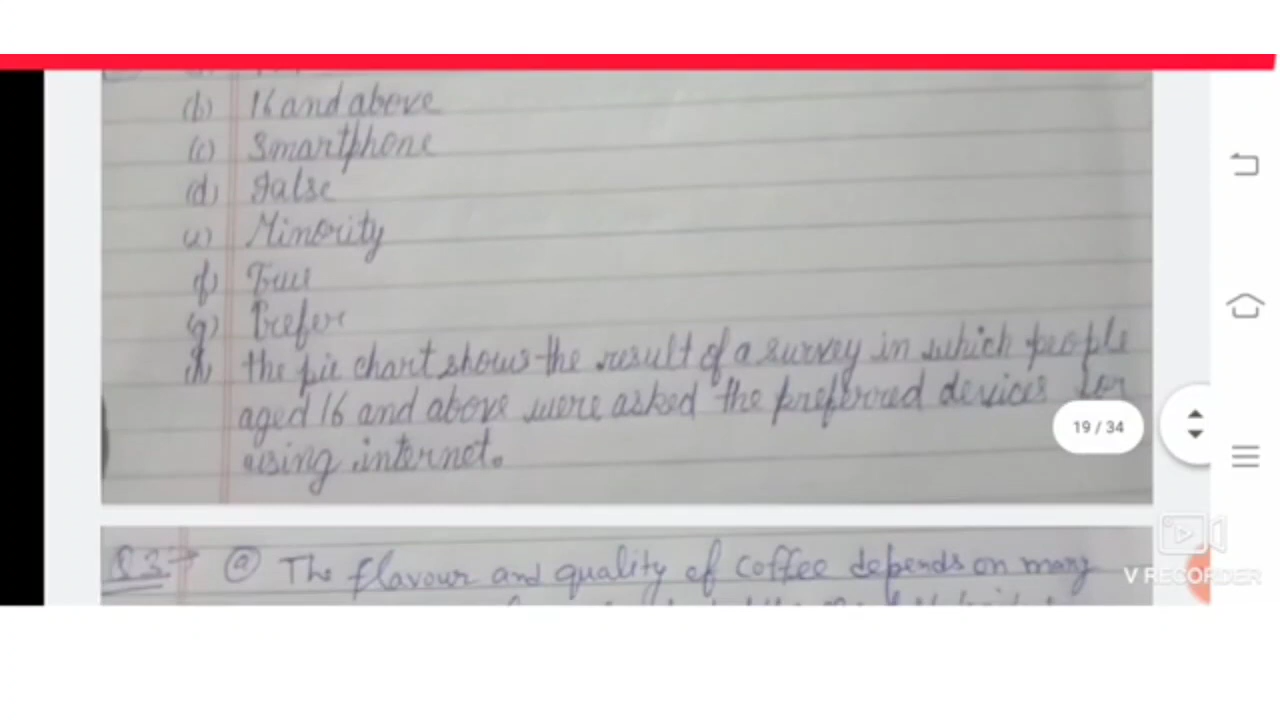 (b) 16 and above
(c) Smartphone
(d) False
(e) Minority
(f) True
(g) Prefer
(h) the pie chart shows the result of a survey in which people
aged 16 and above were asked the preferred devices for
using internet.
19 / 34
Q3→ (a) The flavour and quality of coffee depends on many
V RECORDER